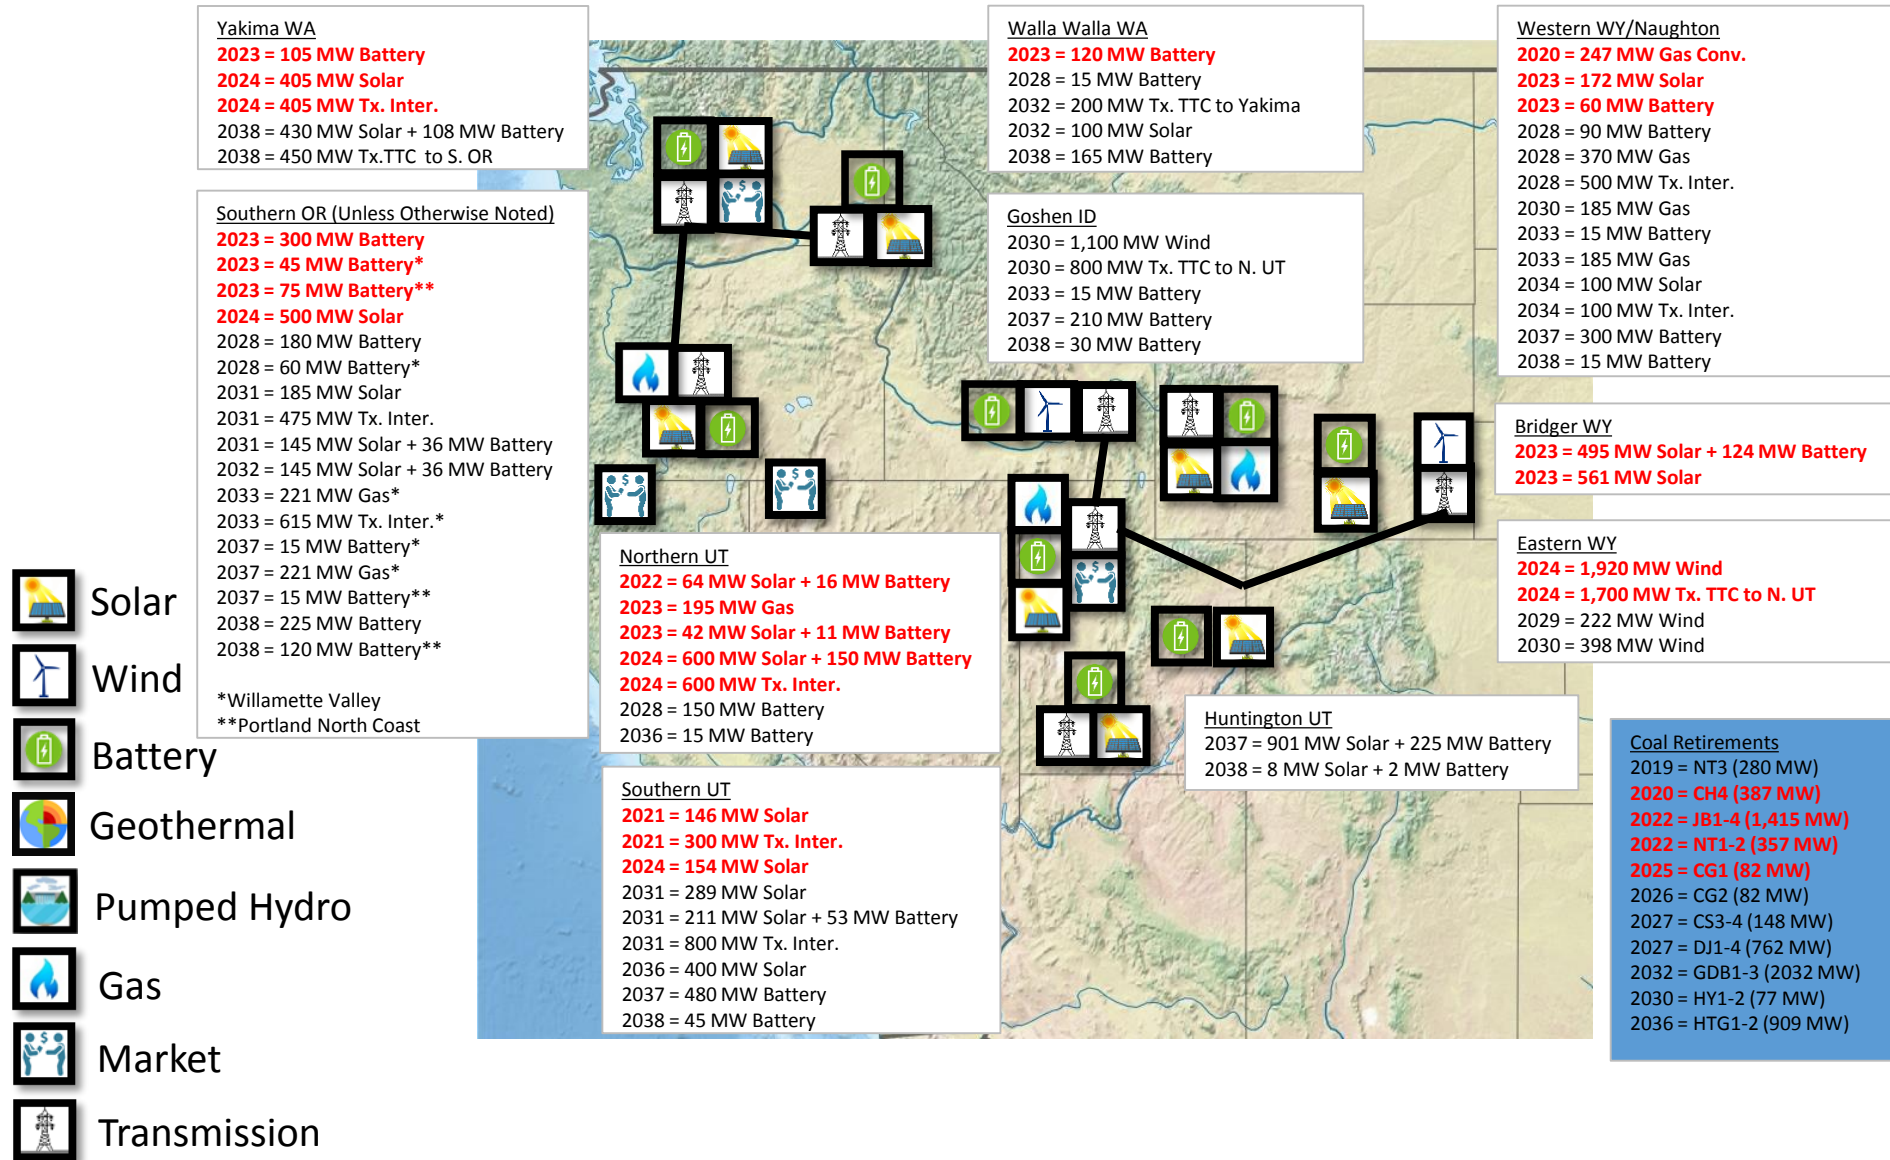 Yakima WA
2023 = 105 MW Battery
2024 = 405 MW Solar
2024 = 405 MW Tx. Inter.
2038 = 430 MW Solar + 108 MW Battery
2038 = 450 MW Tx.TTC to S. OR
Southern OR (Unless Otherwise Noted)
2023 = 300 MW Battery
2023 = 45 MW Battery*
2023 = 75 MW Battery**
2024 = 500 MW Solar
2028 = 180 MW Battery
2028 = 60 MW Battery*
2031 = 185 MW Solar
2031 = 475 MW Tx. Inter.
2031 = 145 MW Solar + 36 MW Battery
2032 = 145 MW Solar + 36 MW Battery
2033 = 221 MW Gas*
2033 = 615 MW Tx. Inter.*
2037 = 15 MW Battery*
2037 = 221 MW Gas*
2037 = 15 MW Battery**
2038 = 225 MW Battery
2038 = 120 MW Battery**
*Willamette Valley
**Portland North Coast
Walla Walla WA
2023 = 120 MW Battery
2028 = 15 MW Battery
2032 = 200 MW Tx. TTC to Yakima
2032 = 100 MW Solar
2038 = 165 MW Battery
Goshen ID
2030 = 1,100 MW Wind
2030 = 800 MW Tx. TTC to N. UT
2033 = 15 MW Battery
2037 = 210 MW Battery
2038 = 30 MW Battery
Western WY/Naughton
2020 = 247 MW Gas Conv.
2023 = 172 MW Solar
2023 = 60 MW Battery
2028 = 90 MW Battery
2028 = 370 MW Gas
2028 = 500 MW Tx. Inter.
2030 = 185 MW Gas
2033 = 15 MW Battery
2033 = 185 MW Gas
2034 = 100 MW Solar
2034 = 100 MW Tx. Inter.
2037 = 300 MW Battery
2038 = 15 MW Battery
Bridger WY
2023 = 495 MW Solar + 124 MW Battery
2023 = 561 MW Solar
Eastern WY
2024 = 1,920 MW Wind
2024 = 1,700 MW Tx. TTC to N. UT
2029 = 222 MW Wind
2030 = 398 MW Wind
Northern UT
2022 = 64 MW Solar + 16 MW Battery
2023 = 195 MW Gas
2023 = 42 MW Solar + 11 MW Battery
2024 = 600 MW Solar + 150 MW Battery
2024 = 600 MW Tx. Inter.
2028 = 150 MW Battery
2036 = 15 MW Battery
Huntington UT
2037 = 901 MW Solar + 225 MW Battery
2038 = 8 MW Solar + 2 MW Battery
Southern UT
2021 = 146 MW Solar
2021 = 300 MW Tx. Inter.
2024 = 154 MW Solar
2031 = 289 MW Solar
2031 = 211 MW Solar + 53 MW Battery
2031 = 800 MW Tx. Inter.
2036 = 400 MW Solar
2037 = 480 MW Battery
2038 = 45 MW Battery
Coal Retirements
2019 = NT3 (280 MW)
2020 = CH4 (387 MW)
2022 = JB1-4 (1,415 MW)
2022 = NT1-2 (357 MW)
2025 = CG1 (82 MW)
2026 = CG2 (82 MW)
2027 = CS3-4 (148 MW)
2027 = DJ1-4 (762 MW)
2032 = GDB1-3 (2032 MW)
2030 = HY1-2 (77 MW)
2036 = HTG1-2 (909 MW)
Solar
Wind
Battery
Geothermal
Pumped Hydro
Gas
Market
Transmission